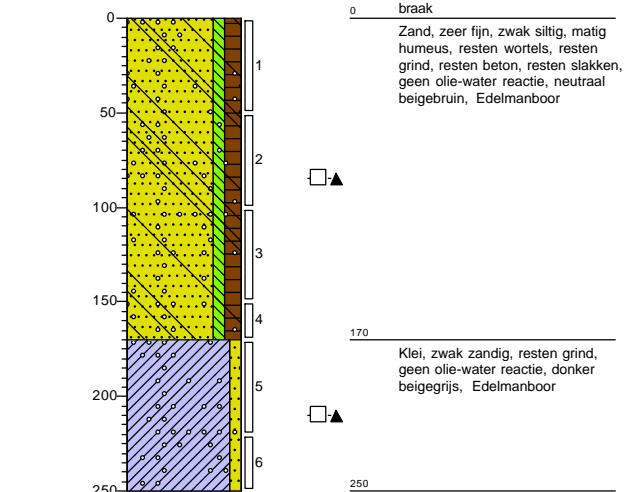 0
0
braak
Zand, zeer fijn, zwak siltig, matig
humeus, resten wortels, resten
grind, resten beton, resten slakken,
geen olie-water reactie, neutraal
beigebruin, Edelmanboor
1
50
2
100
3
150
4
170
Klei, zwak zandig, resten grind,
geen olie-water reactie, donker
beigegrijs, Edelmanboor
5
200
6
250
250